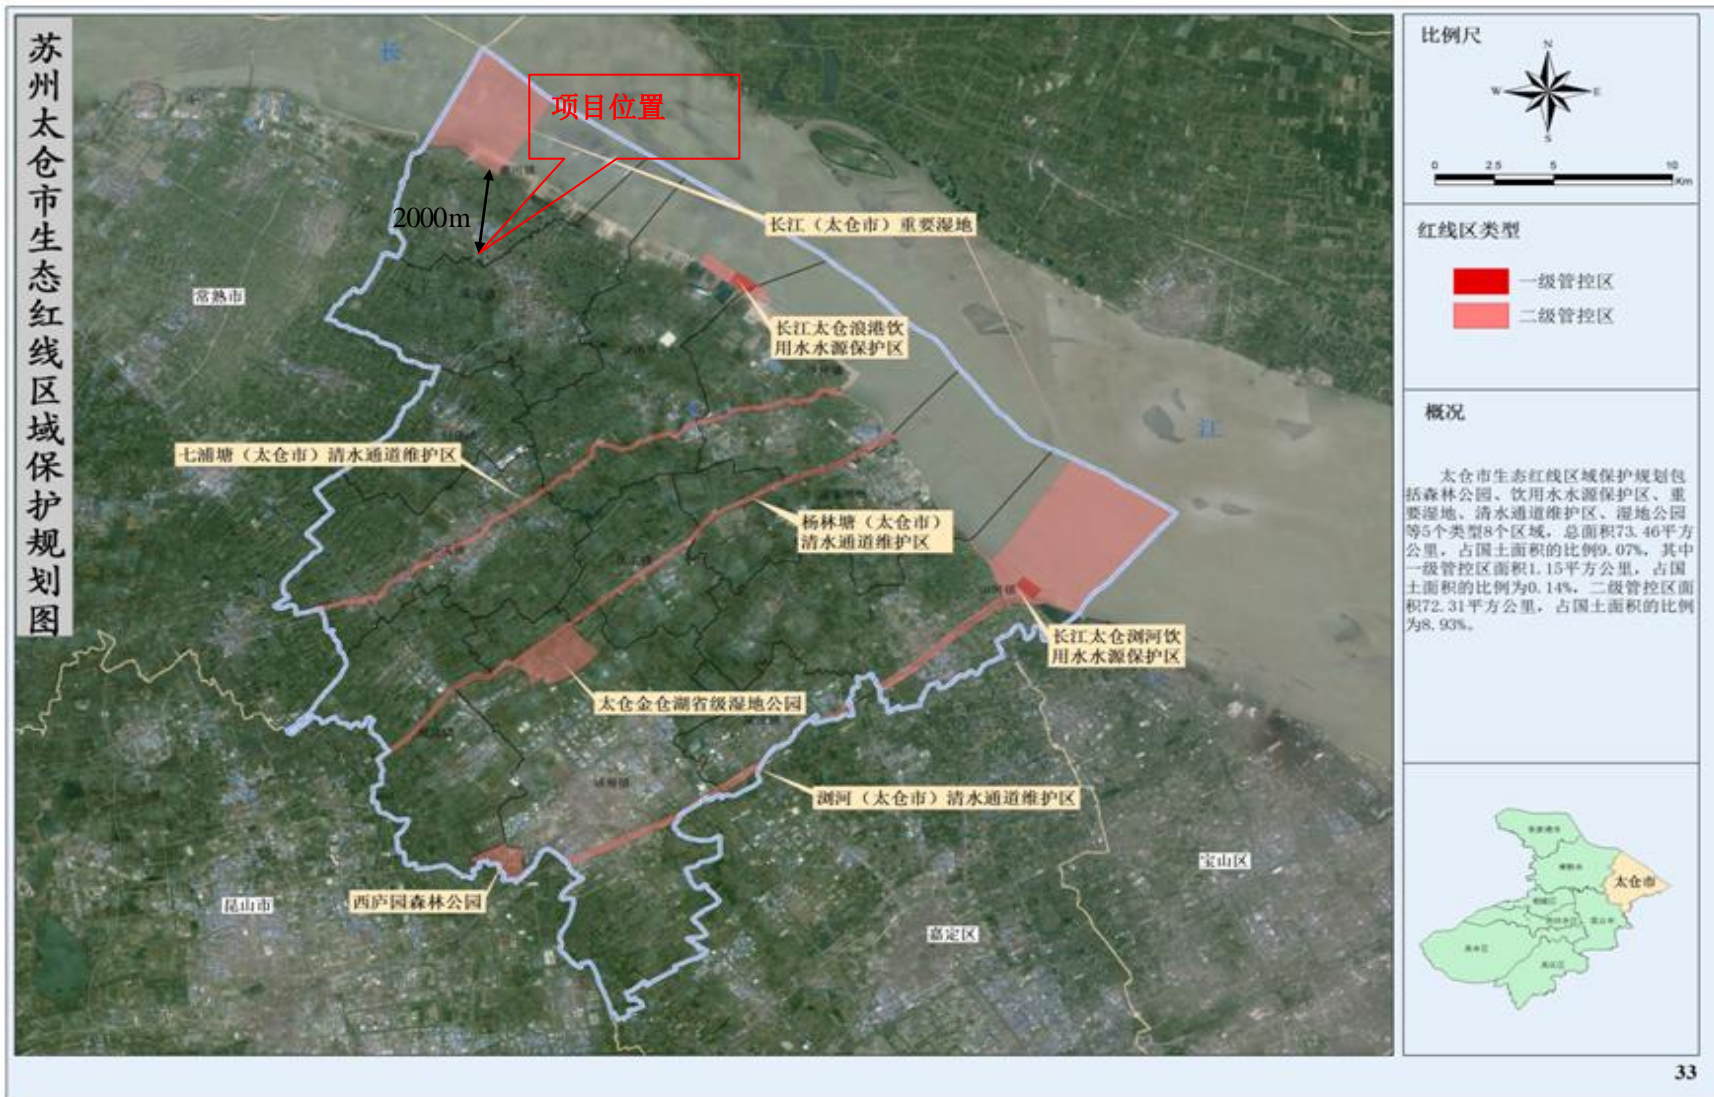 苏州太仓市生态红线区域保护规划图
长
江
项目位置
2000m
长江（太仓市）重要湿地
常熟市
长江太仓浪港饮
用水水源保护区
七浦塘（太仓市）清水通道维护区
杨林塘（太仓市）
清水通道维护区
长江太仓浏河饮
用水水源保护区
太仓金仓湖省级湿地公园
浏河（太仓市）清水通道维护区
西庐园森林公园
昆山市
嘉定区
宝山区
比例尺
N
W
E
S
0 2.5 5 10
Km
红线区类型
一级管控区
二级管控区
概况
太仓市生态红线区域保护规划包
括森林公园、饮用水水源保护区、重
要湿地、清水通道维护区、湿地公园
等5个类型8个区域，总面积73.46平方
公里，占国土面积的比例9.07%，其中
一级管控区面积1.15平方公里，占国
土面积的比例为0.14%，二级管控区面
积72.31平方公里，占国土面积的比例
为8.93%。
太仓市
33